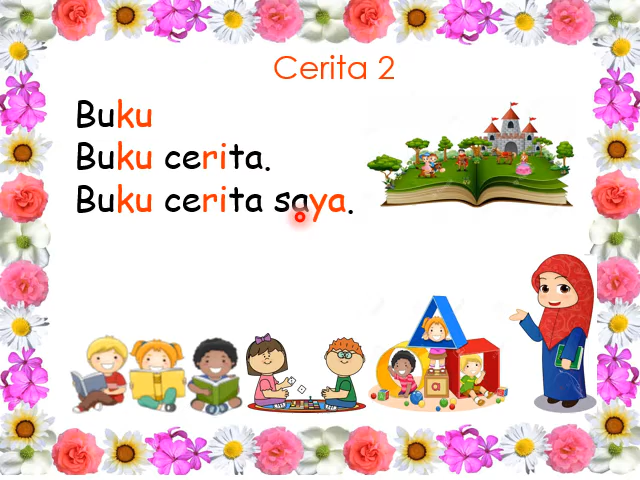 Cerita 2
Buku
Buku cerita.
Buku cerita saya.
a